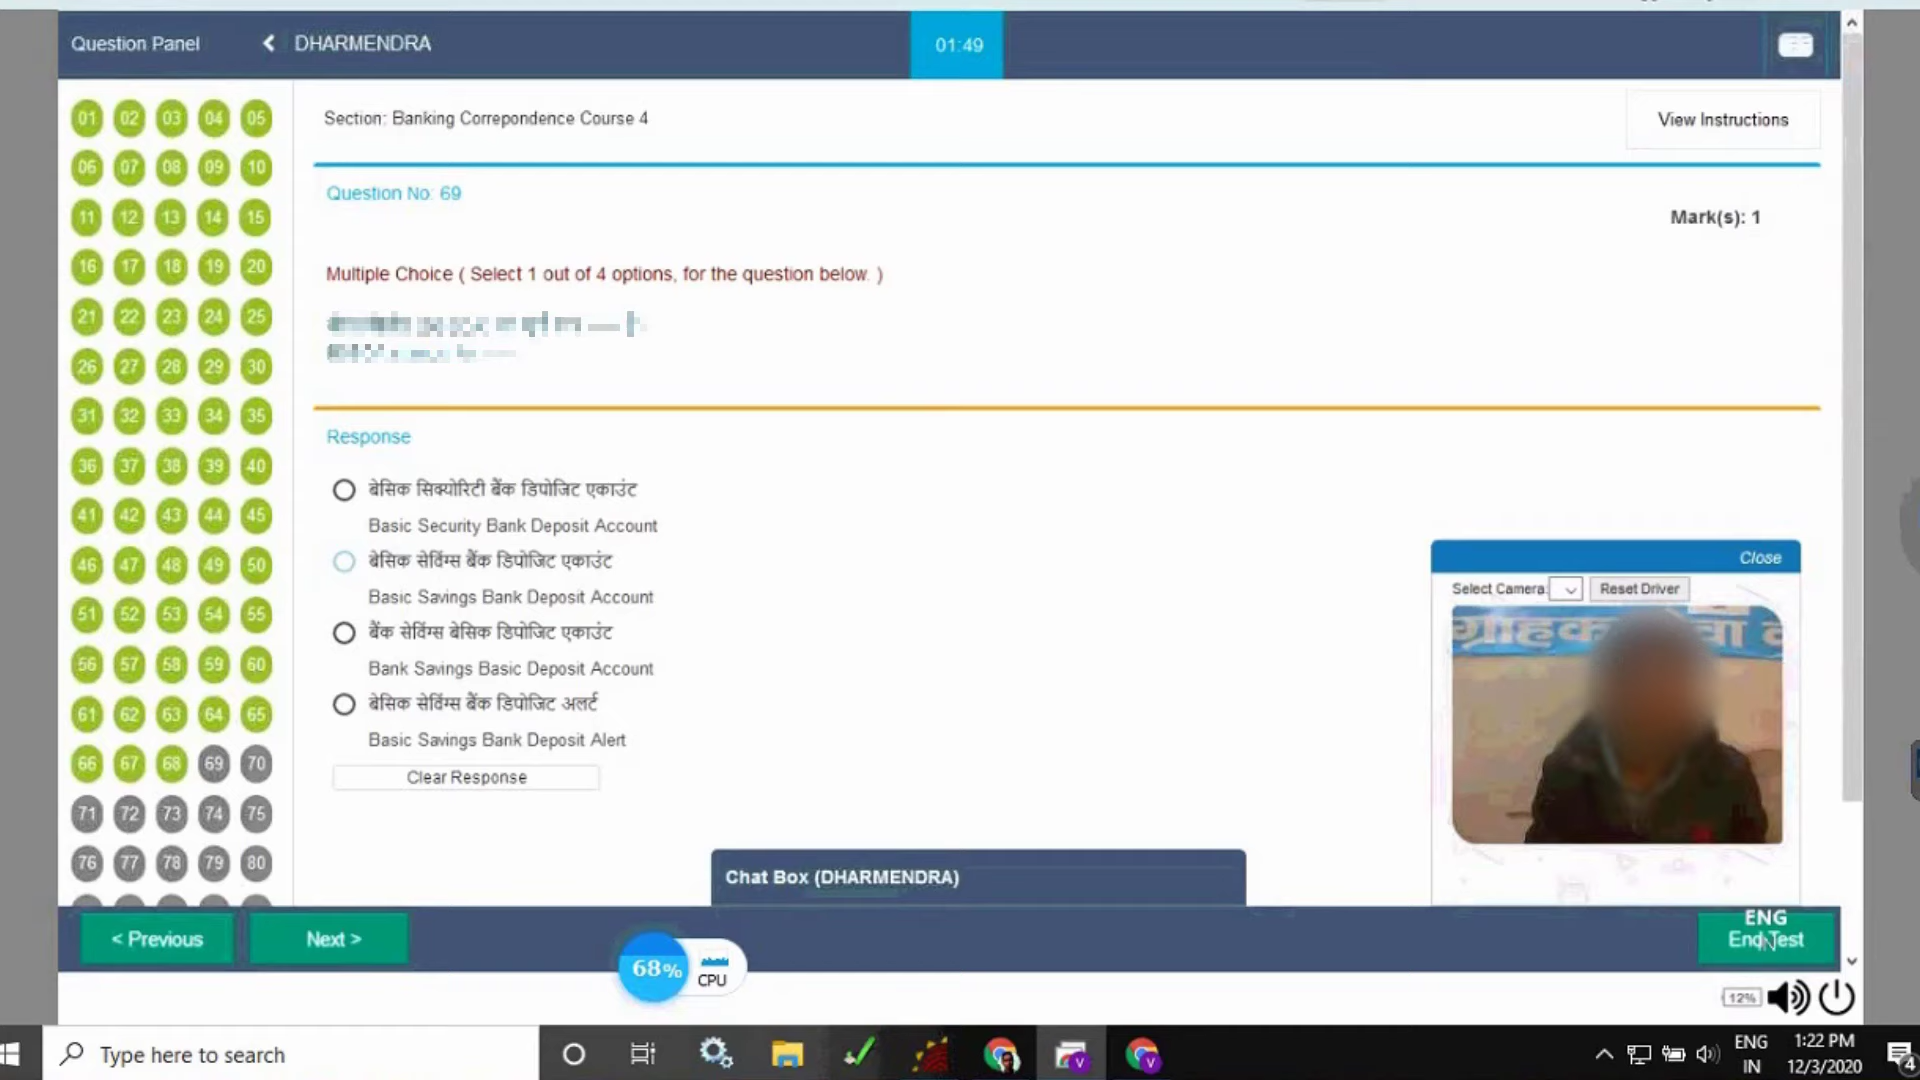 Question Panel
DHARMENDRA
01:49
01 02 03 04 05
06 07 08 09 10
11 12 13 14 15
16 17 18 19 20
21 22 23 24 25
26 27 28 29 30
31 32 33 34 35
36 37 38 39 40
41 42 43 44 45
46 47 48 49 50
51 52 53 54 55
56 57 58 59 60
61 62 63 64 65
66 67 68 69 70
71 72 73 74 75
76 77 78 79 80
Section: Banking Correpondence Course 4
View Instructions
Question No: 69
Mark(s): 1
Multiple Choice ( Select 1 out of 4 options, for the question below. )
Response
बेसिक सिक्योरिटी बैंक डिपोजिट एकाउंट
Basic Security Bank Deposit Account
बेसिक सेविंग्स बैंक डिपोजिट एकाउंट
Basic Savings Bank Deposit Account
बैंक सेविंग्स बेसिक डिपोजिट एकाउंट
Bank Savings Basic Deposit Account
बेसिक सेविंग्स बैंक डिपोजिट अलर्ट
Basic Savings Bank Deposit Alert
Clear Response
Close
Select Camera:
Reset Driver
ग्राहक
Chat Box (DHARMENDRA)
< Previous
Next >
68%
CPU
ENG
End Test
12%
Type here to search
ENG
IN
1:22 PM
12/3/2020
4